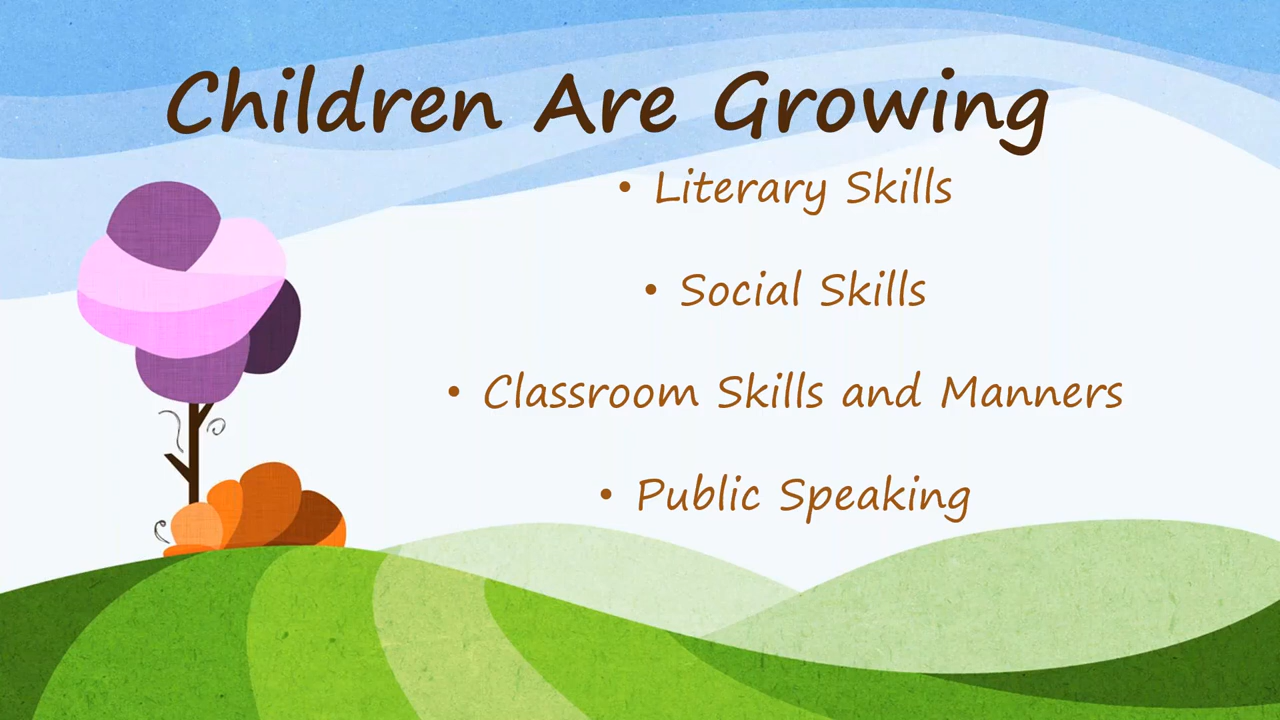 Children Are Growing
• Literary Skills
• Social Skills
• Classroom Skills and Manners
• Public Speaking